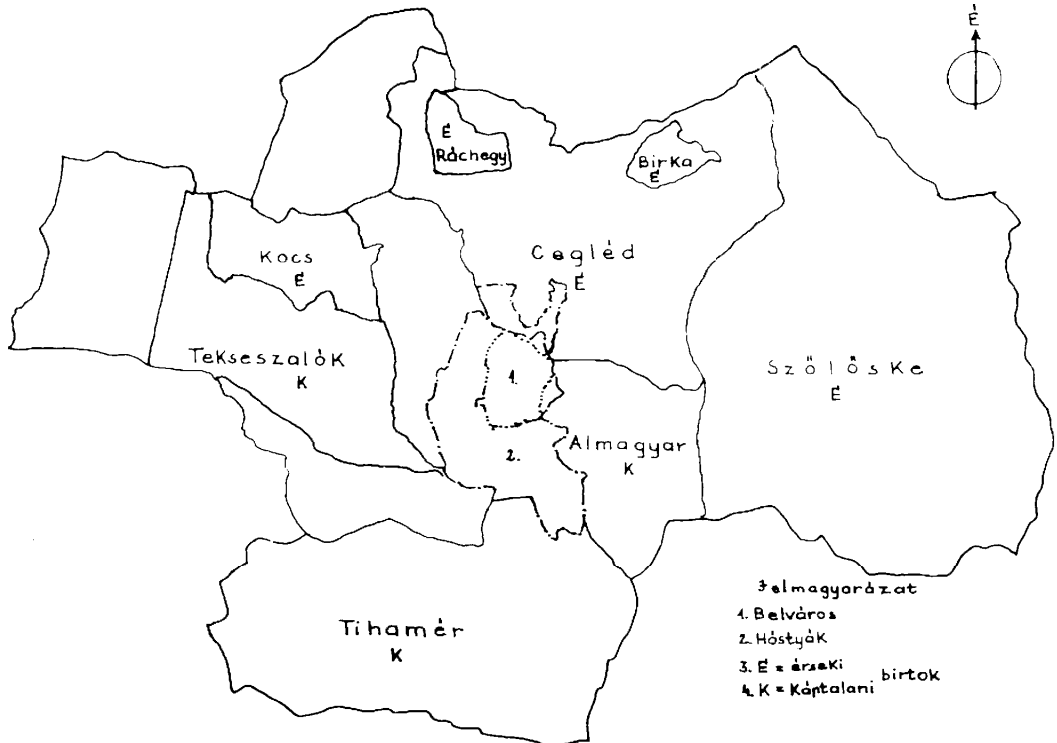 É
É
Ráchegy
Birka
É
Kocs
É
Cegléd
É
Tekseszalók
K
1.
Szőlőske
É
Almagyar
K
2.
Tihamér
K
Jelmagyarázat
1. Belváros
2. Hóstyák
3. É = érseki
birtok
4. K = Káptalani